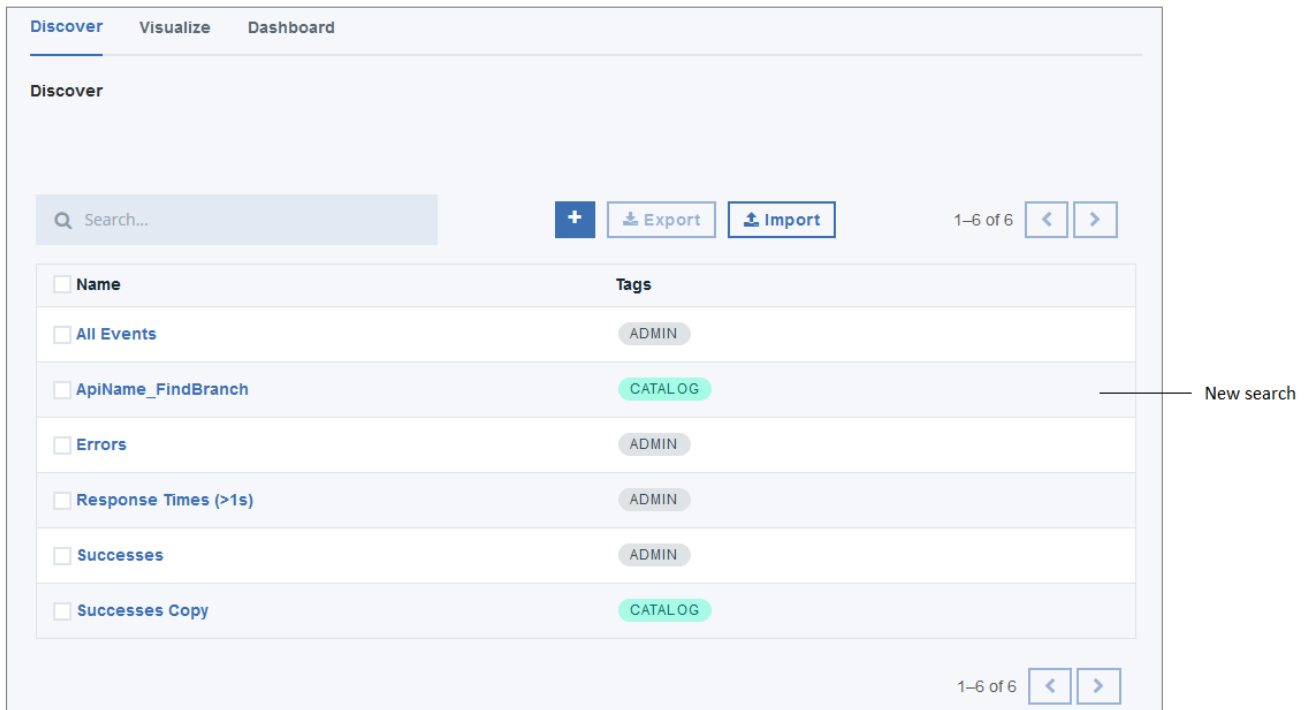 Discover Visualize Dashboard
Discover
Search...
+ Export Import 1–6 of 6 < >
Name Tags
All Events ADMIN
ApiName_FindBranch CATALOG New search
Errors ADMIN
Response Times (>1s) ADMIN
Successes ADMIN
Successes Copy CATALOG
1–6 of 6 < >